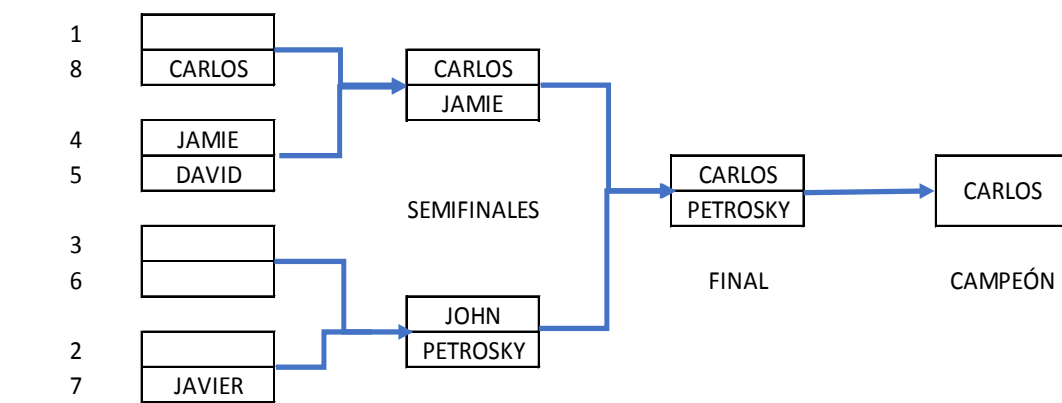 1
8 CARLOS
CARLOS
JAMIE
4 JAMIE
5 DAVID
CARLOS
PETROSKY
CARLOS
SEMIFINALES
3
6
FINAL
CAMPEÓN
JOHN
PETROSKY
2
7 JAVIER